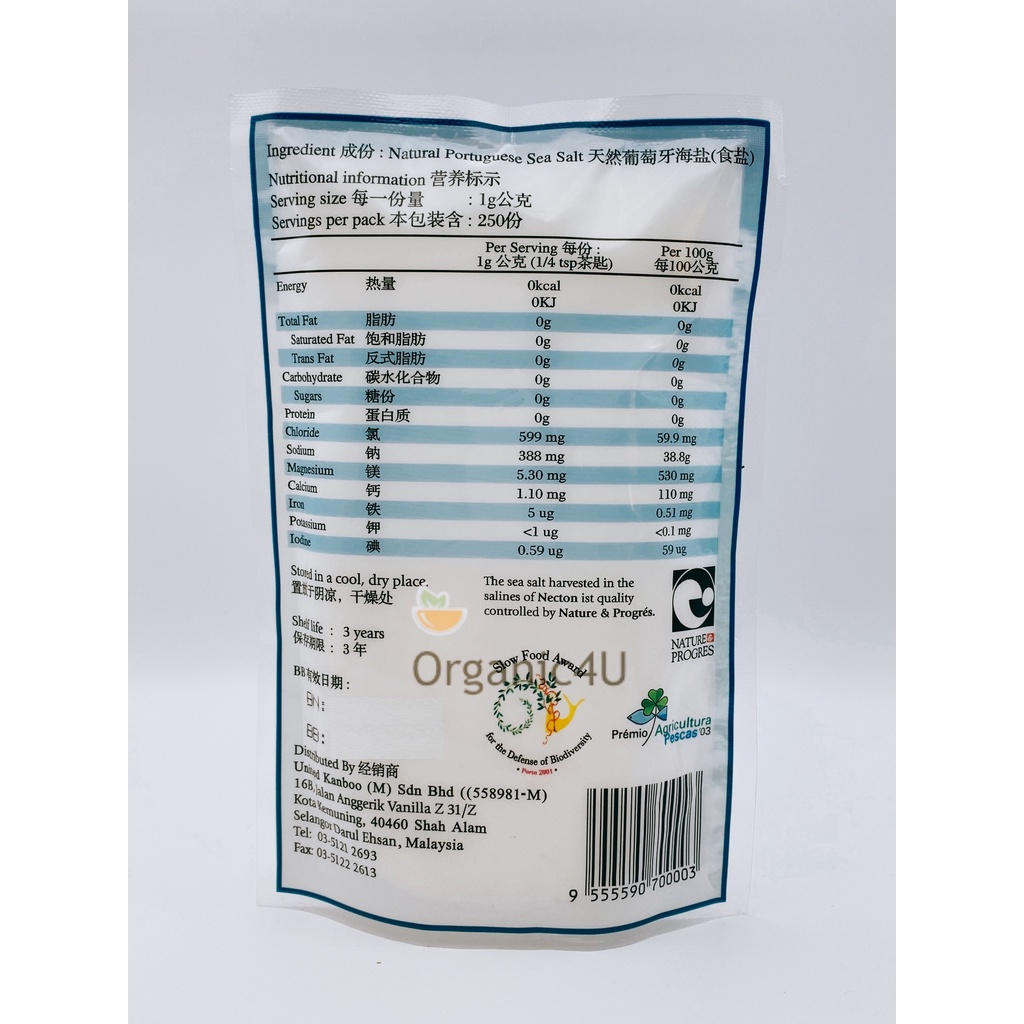 Ingredient 成份 : Natural Portuguese Sea Salt 天然葡萄牙海盐(食盐)
Nutritional information 营养标示
Serving size 每一份量 : 1g公克
Servings per pack 本包装含 : 250份
Per Serving 每份 : Per 100g
1g 公克 (1/4 tsp茶匙) 每100公克
Energy 热量 0kcal 0kcal
0KJ 0KJ
Total Fat 脂肪 0g 0g
Saturated Fat 饱和脂肪 0g 0g
Trans Fat 反式脂肪 0g 0g
Carbohydrate 碳水化合物 0g 0g
Sugars 糖份 0g 0g
Protein 蛋白质 0g 0g
Chloride 氯 599 mg 59.9 mg
Sodium 钠 388 mg 38.8g
Magnesium 镁 5.30 mg 530 mg
Calcium 钙 1.10 mg 110 mg
Iron 铁 5 ug 0.51 mg
Potassium 钾 <1 ug <0.1 mg
Iodne 碘 0.59 ug 59 ug
Stored in a cool, dry place.
置放于阴凉，干燥处
The sea salt harvested in the
salines of Necton ist quality
controlled by Nature & Progrés.
NATURE &
PROGRES
Shelf life : 3 years
保存期限 : 3 年
Organic4U
BB有效日期 :
BN:
BB:
Slow Food Award
for the Defense of Biodiversity
• Porto 2001 •
Prémio Agricultura
Pescas '03
Distributed By 经销商
United Kanboo (M) Sdn Bhd ((558981-M)
16B, Jalan Anggerik Vanilla Z 31/Z
Kota Kemuning, 40460 Shah Alam
Selangor Darul Ehsan, Malaysia
Tel: 03-5121 2693
Fax: 03-5122 2613
9 555590 700003